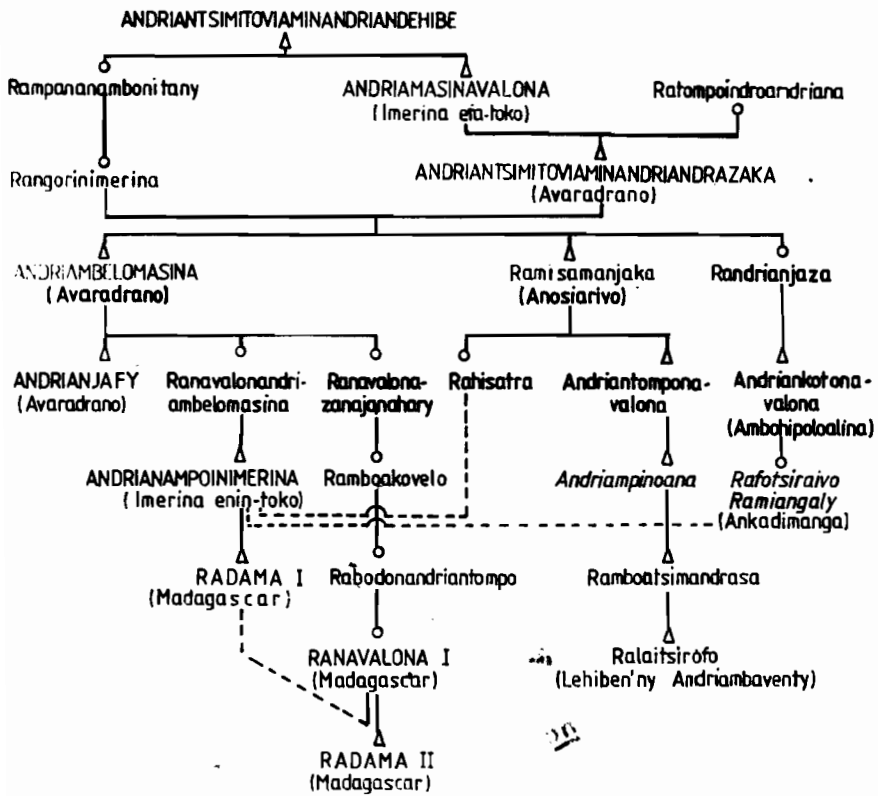 ANDRIANTSIMITOVIAMINANDRIANDEHIBE
Rampananambonitany
ANDRIAMASINAVALONA
(Imerina efa-toko)
Ratompoindroandriana
Rangorinimerina
ANDRIANTSIMITOVIAMINANDRIANDRAZAKA
(Avaradrano)
ANDRIAMBELOMASINA
(Avaradrano)
Ramisamanjaka
(Anosiarivo)
Randrianjaza
ANDRIANJAFY
(Avaradrano)
Ranavalonandri-
ambelomasina
Ranavalona-
zanajanahary
Rahisatra
Andriantompona-
valona
Andriankotona-
valona
(Ambohipoloalina)
ANDRIANAMPOINIMERINA
(Imerina enin-toko)
Ramboakovelo
Andriampinoana
Rafotsiraivo
Ramiangaly
(Ankadimanga)
RADAMA I
(Madagascar)
Rabodonandriantompo
Ramboatsimandrasa
RANAVALONA I
(Madagascar)
Ralaitsirofo
(Lehiben'ny Andriambaventy)
RADAMA II
(Madagascar)